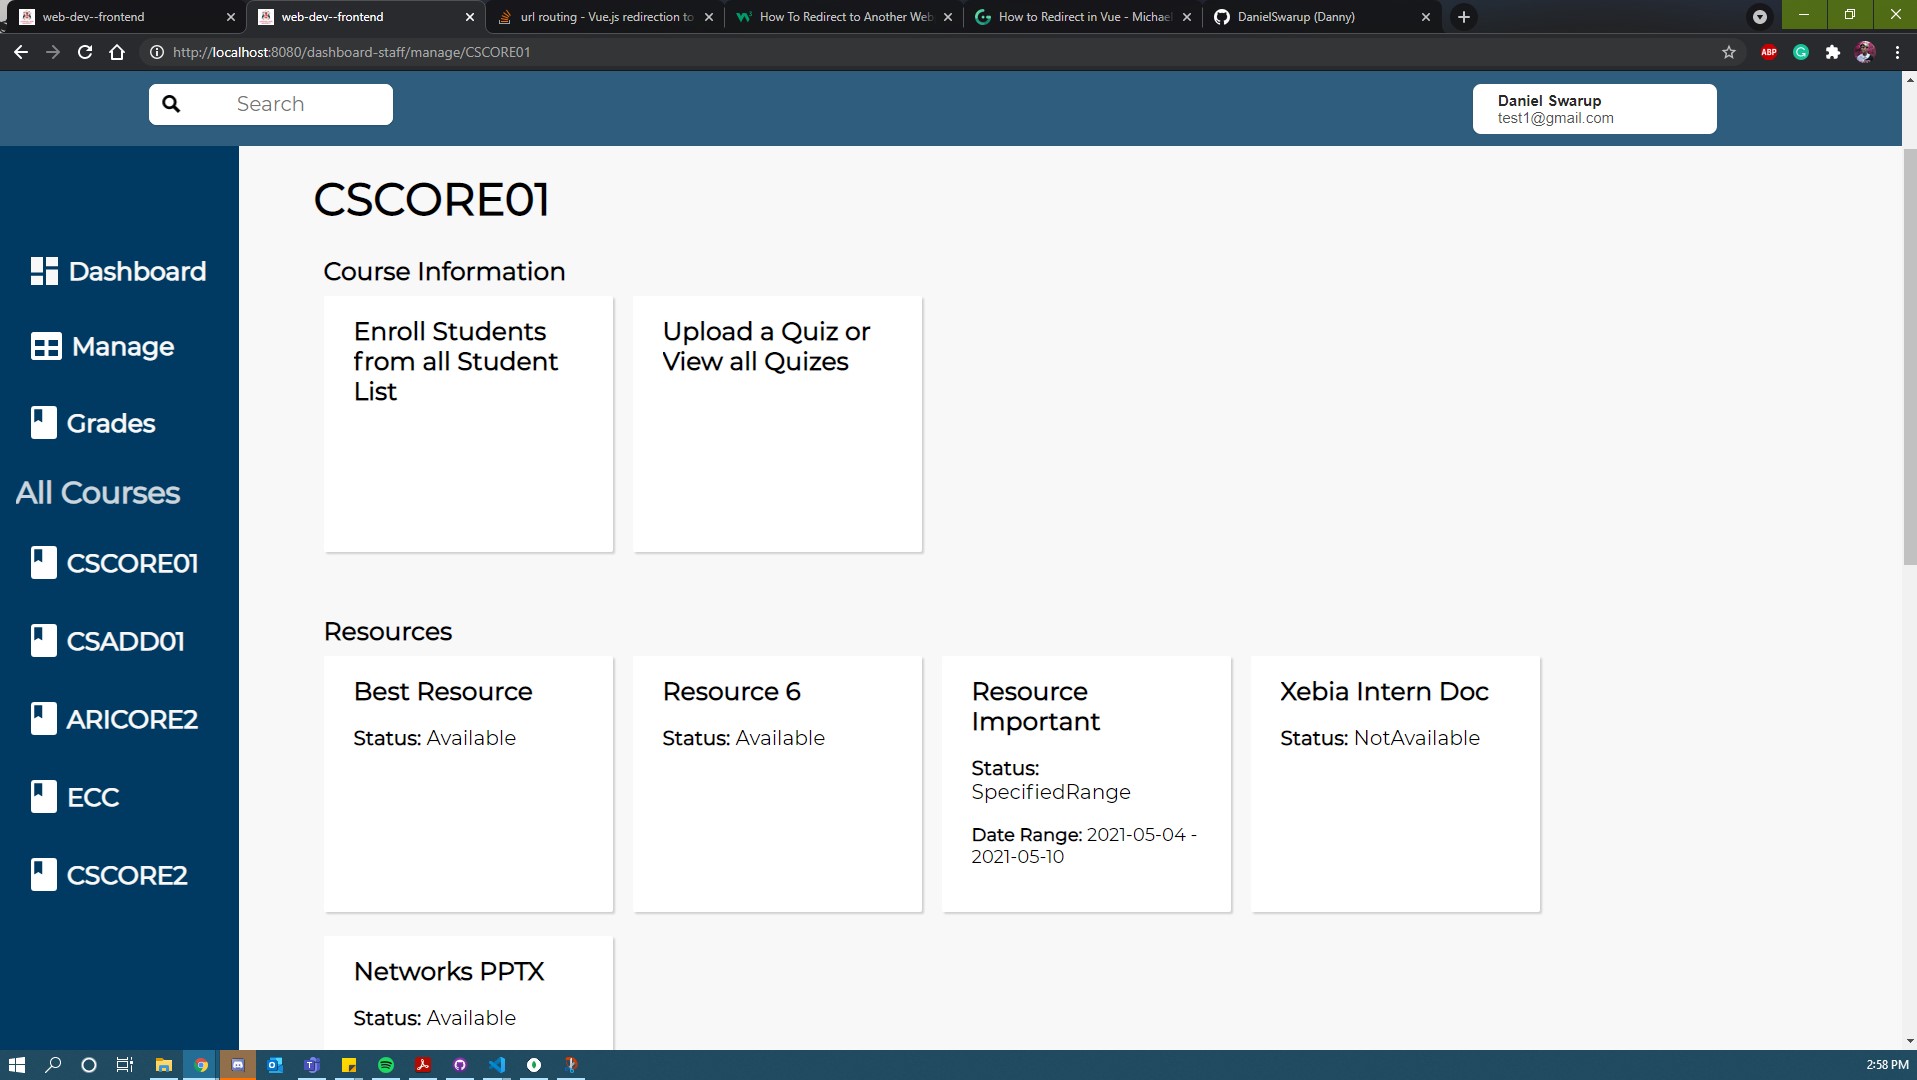 web-dev--frontend
web-dev--frontend
url routing - Vue.js redirection to
How To Redirect to Another Web
How to Redirect in Vue - Michael
DanielSwarup (Danny)
http://localhost:8080/dashboard-staff/manage/CSCORE01
ABP
Search
Daniel Swarup
test1@gmail.com
Dashboard
Manage
Grades
All Courses
CSCORE01
CSADD01
ARICORE2
ECC
CSCORE2
CSCORE01
Course Information
Enroll Students
from all Student
List
Upload a Quiz or
View all Quizes
Resources
Best Resource
Status: Available
Resource 6
Status: Available
Resource
Important
Status:
SpecifiedRange
Date Range: 2021-05-04 -
2021-05-10
Xebia Intern Doc
Status: NotAvailable
Networks PPTX
Status: Available
2:58 PM